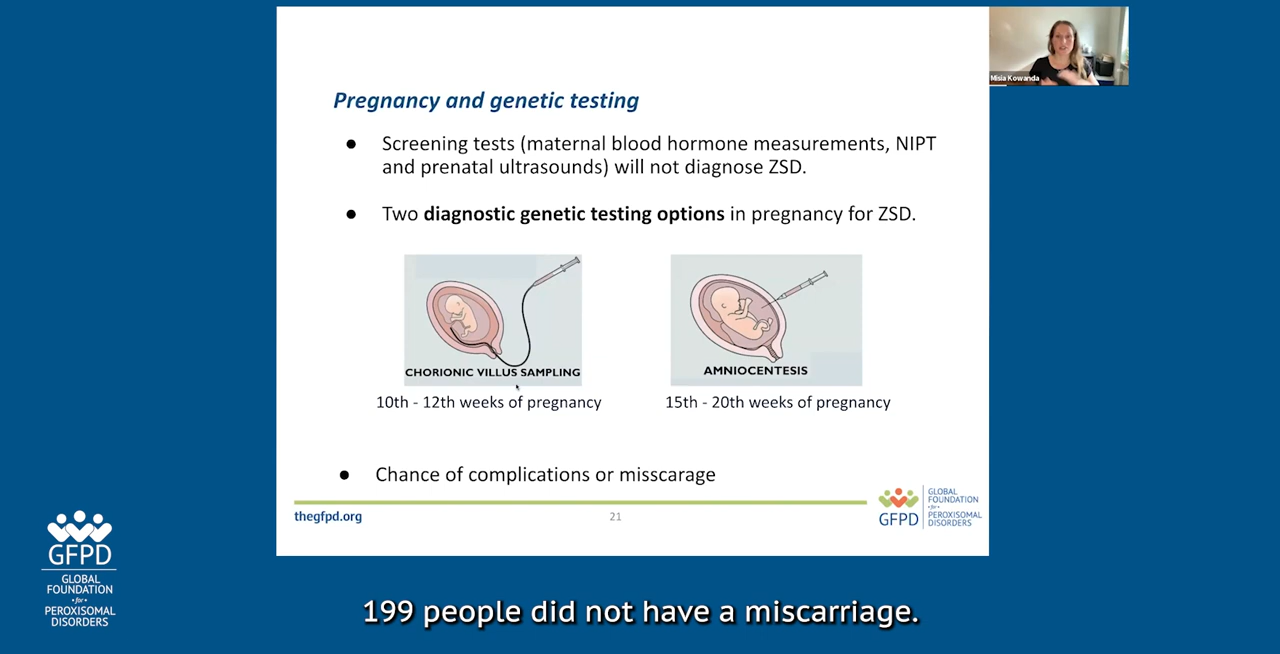 Misia Kowanda
Pregnancy and genetic testing
● Screening tests (maternal blood hormone measurements, NIPT
and prenatal ultrasounds) will not diagnose ZSD.
● Two diagnostic genetic testing options in pregnancy for ZSD.
CHORIONIC VILLUS SAMPLING
AMNIOCENTESIS
10th - 12th weeks of pregnancy
15th - 20th weeks of pregnancy
● Chance of complications or misscarage
thegfpd.org
21
GFPD
GLOBAL
FOUNDATION
for
PEROXISOMAL
DISORDERS
GFPD
GLOBAL
FOUNDATION
for
PEROXISOMAL
DISORDERS
199 people did not have a miscarriage.